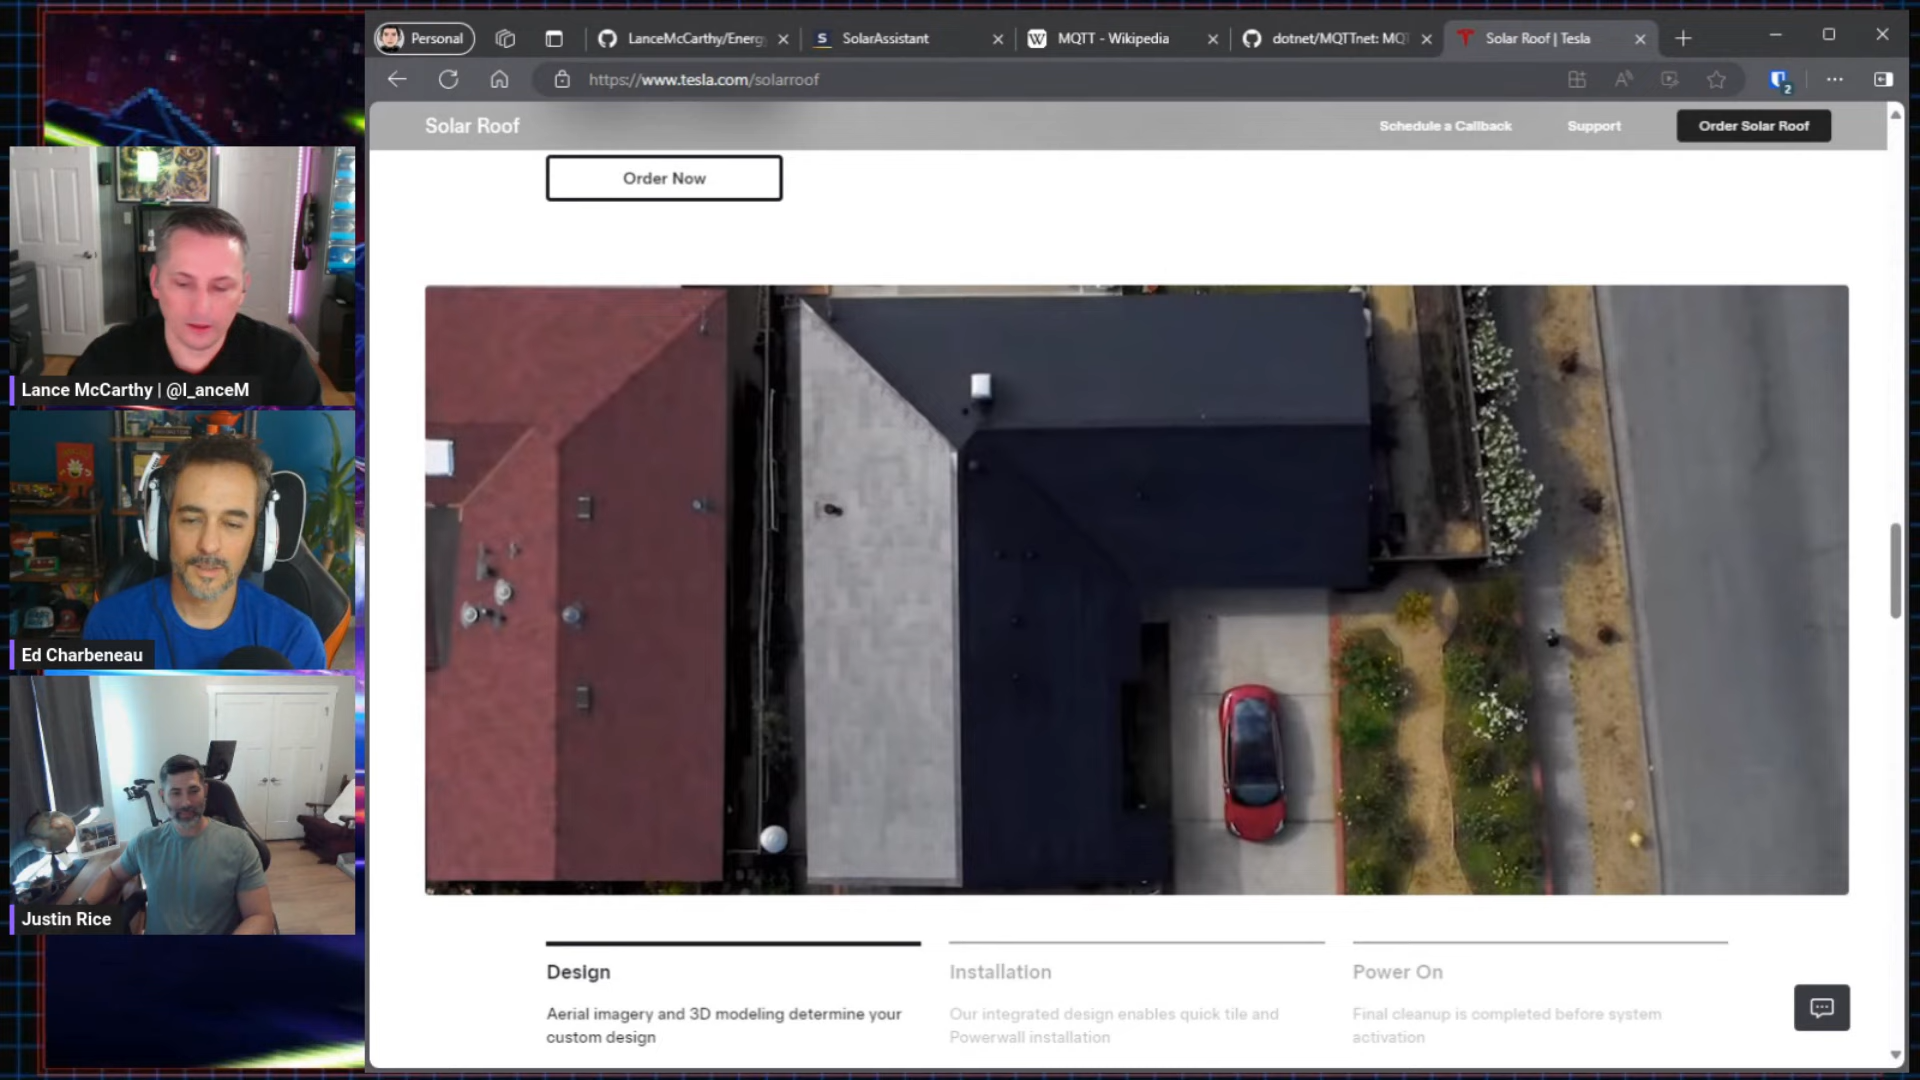 Personal
LanceMcCarthy/Energ
SolarAssistant
MQTT - Wikipedia
dotnet/MQTTnet: MQ
Solar Roof | Tesla
https://www.tesla.com/solarroof
2
Solar Roof
Schedule a Callback
Support
Order Solar Roof
Order Now
Lance McCarthy | @l_anceM
Ed Charbeneau
Justin Rice
Design
Aerial imagery and 3D modeling determine your
custom design
Installation
Our integrated design enables quick tile and
Powerwall installation
Power On
Final cleanup is completed before system
activation